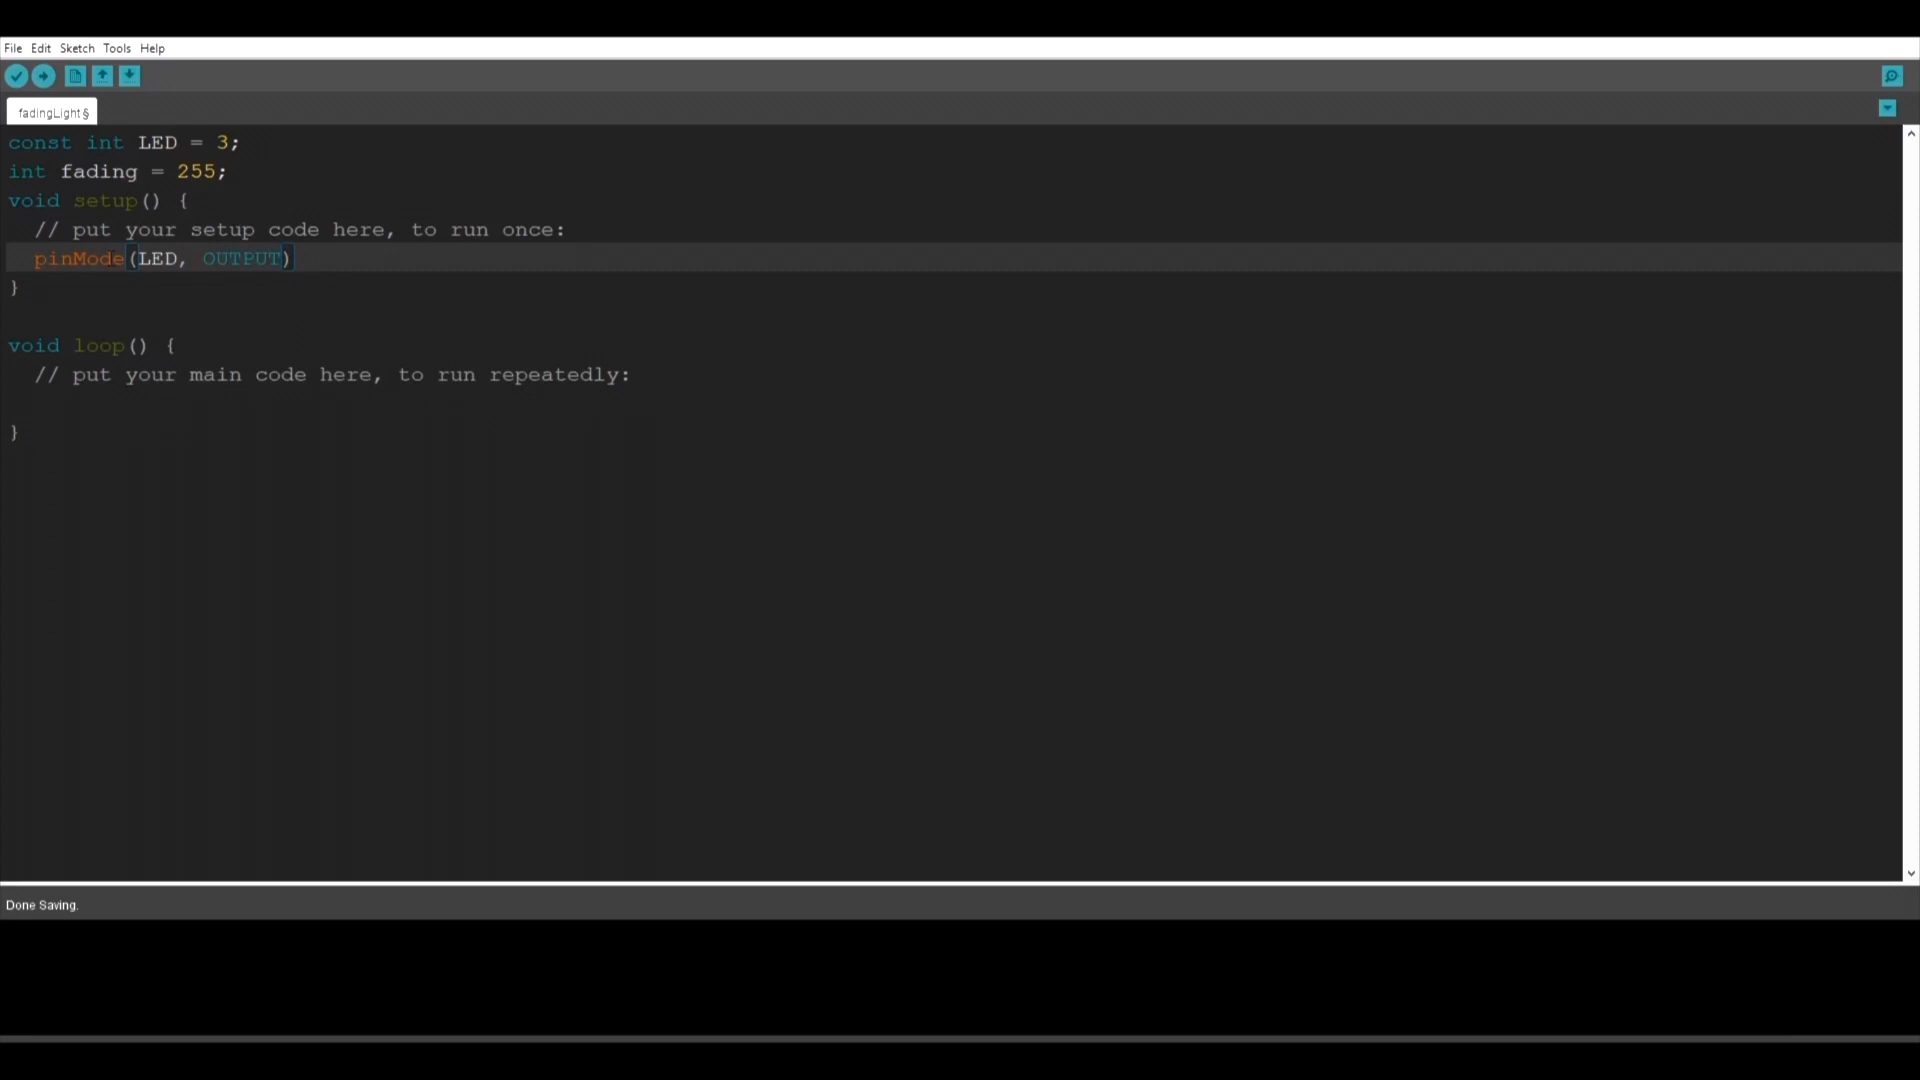 File Edit Sketch Tools Help
fadingLight §
const int LED = 3;
int fading = 255;
void setup() {
  // put your setup code here, to run once:
  pinMode(LED, OUTPUT)
}
void loop() {
  // put your main code here, to run repeatedly:
}
Done Saving.